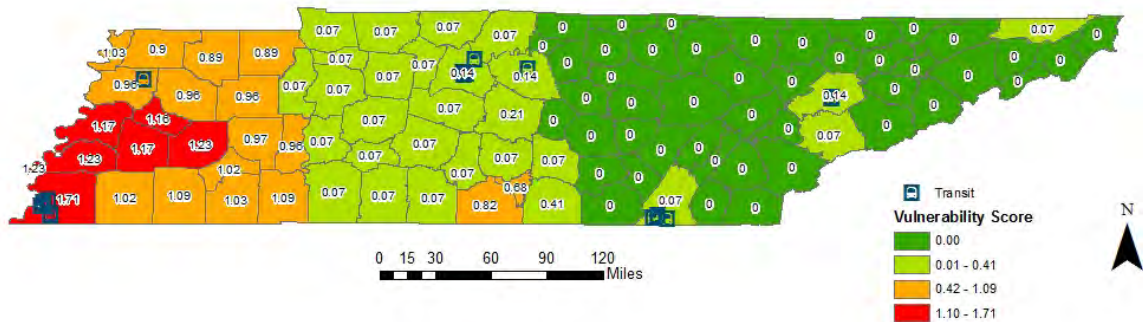 0.07 0.07 0.07 0.07 0.07 0
1.03 0.9 0.89 0.89 0.07 0.07 0.07 0 0 0 0 0 0 0 0 0 0 0 0
0.96 0.96 0.96 0.07 0.07 0.07 0.14 0.14 0 0 0 0 0 0 0 0 0 0 0
1.17 1.16 0.07 0.07 0.21 0 0 0 0 0 0.14 0 0 0
1.23 1.23 1.17 1.23 0.97 0.96 0.07 0.07 0.07 0.07 0.07 0 0 0 0 0 0.07 0
1.02 0.07 0.68 0 0 0 0 0
1.71 1.02 1.09 1.03 1.09 0.07 0.07 0.07 0.82 0.41 0 0 0.07 0 0
Transit
Vulnerability Score
0.00
0.01 - 0.41
0.42 - 1.09
1.10 - 1.71
N
0 15 30 60 90 120
Miles